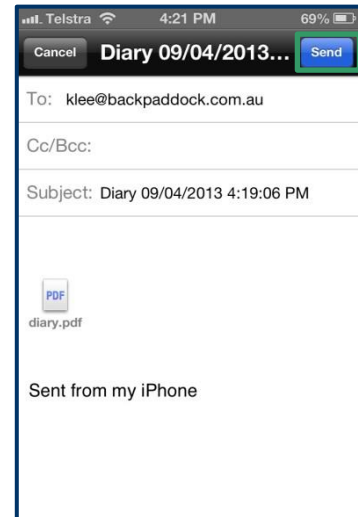 Telstra 4:21 PM 69%
Cancel Diary 09/04/2013... Send
To: klee@backpaddock.com.au
Cc/Bcc:
Subject: Diary 09/04/2013 4:19:06 PM
PDF
diary.pdf
Sent from my iPhone